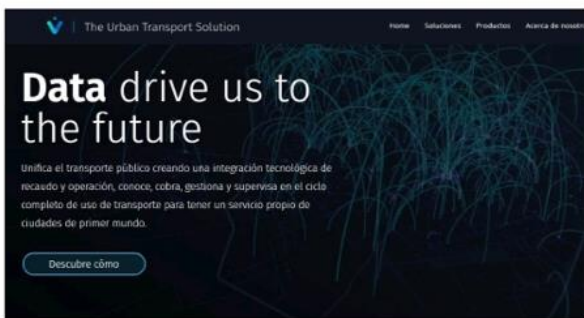 The Urban Transport Solution
Home Soluciones Productos Acerca de nosotr
Data drive us to
the future
Unifica el transporte público creando una integración tecnológica de
recaudo y operación, conoce, cobra, gestiona y supervisa en el ciclo
completo de uso de transporte para tener un servicio propio de
ciudades de primer mundo.
Descubre cómo